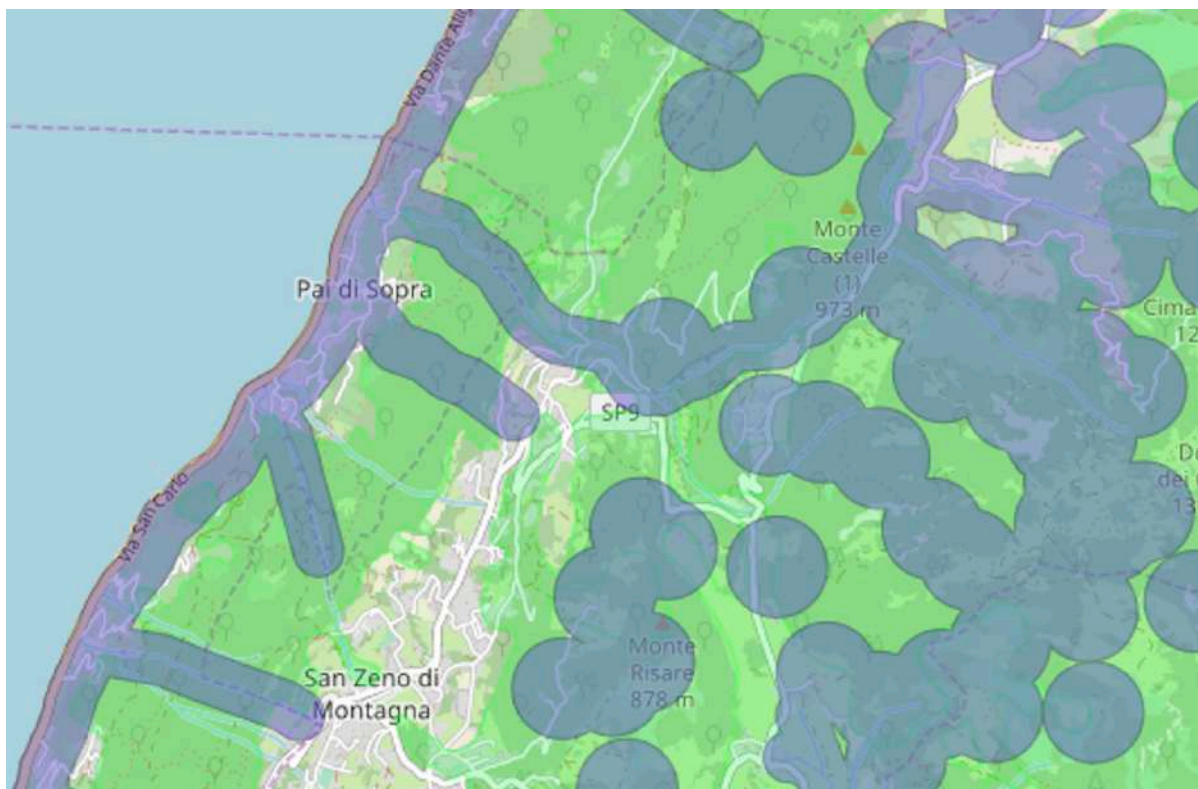 Via Dante Alig
Monte
Castelle
(1)
973 m
Pai di Sopra
Cima
12
SP9
Via San Carlo
dei
13
Monte
Risare
878 m
San Zeno di
Montagna